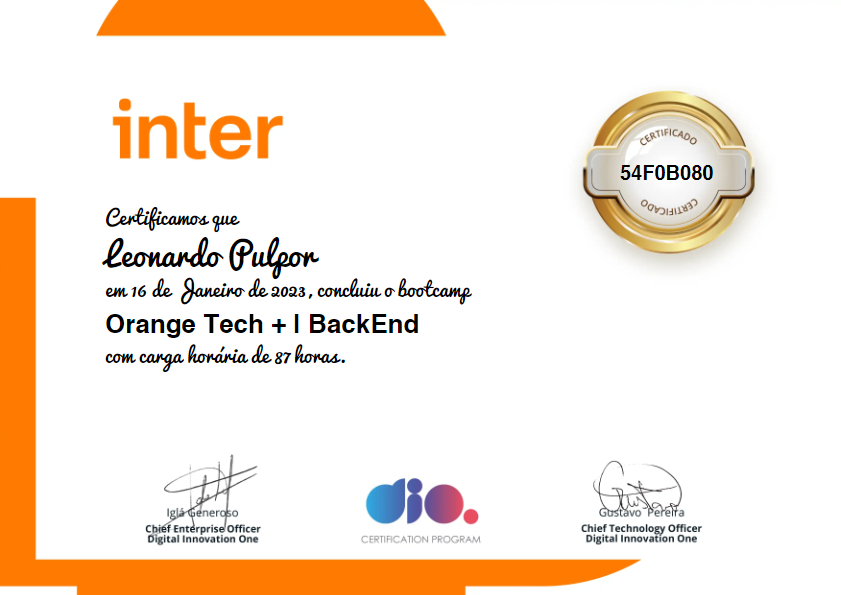 inter
CERTIFICADO
54F0B080
CERTIFICADO
Certificamos que
Leonardo Pulpor
em 16 de Janeiro de 2023, concluiu o bootcamp
Orange Tech + | BackEnd
com carga horária de 87 horas.
Iglá Generoso
Chief Enterprise Officer
Digital Innovation One
dio.
CERTIFICATION PROGRAM
Gustavo Pereira
Chief Technology Officer
Digital Innovation One